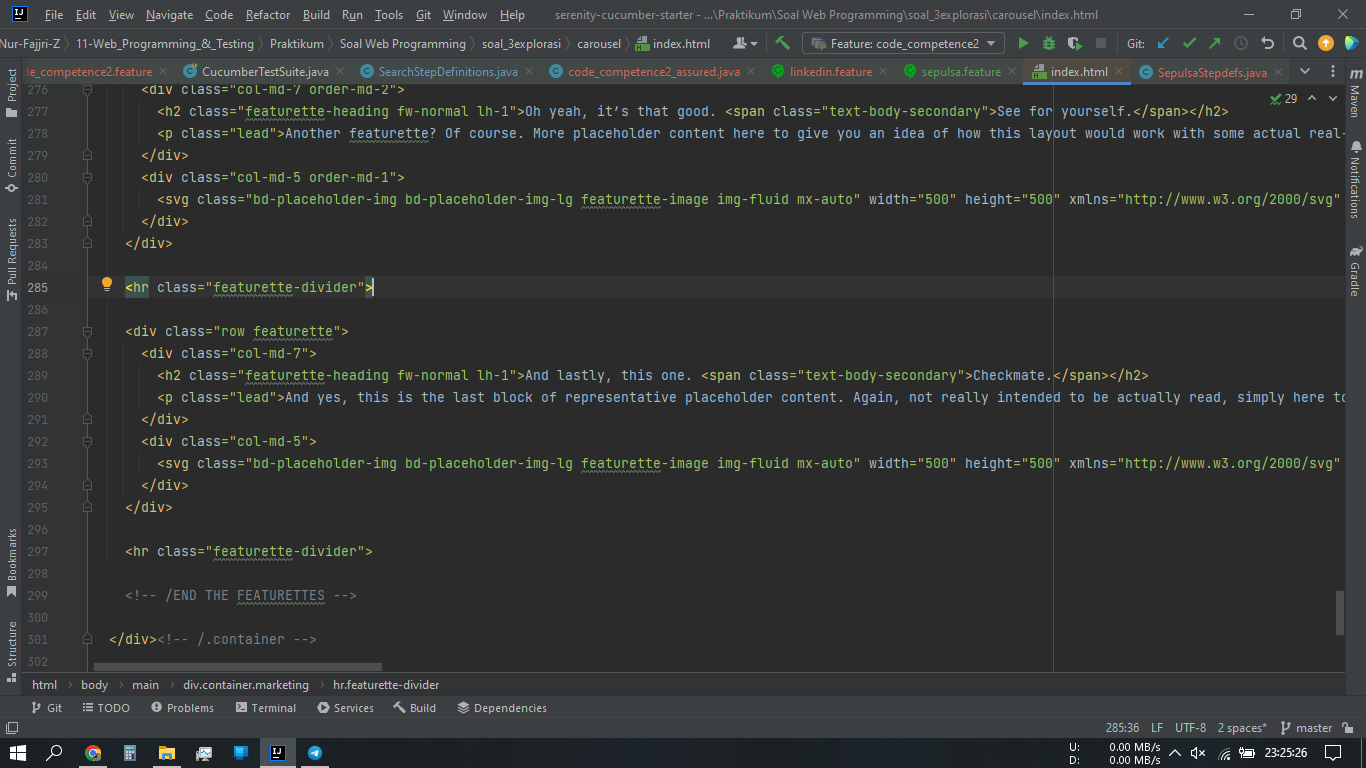 File Edit View Navigate Code Refactor Build Run Tools Git Window Help serenity-cucumber-starter - ...\Praktikum\Soal Web Programming\soal_3explorasi\carousel\index.html
Nur-Fajjri-Z 11-Web_Programming_&_Testing Praktikum Soal Web Programming soal_3explorasi carousel index.html Feature: code_competence2 Git:
ie_competence2.feature CucumberTestSuite.java SearchStepDefinitions.java code_competence2_assured.java linkedin.feature sepulsa.feature index.html SepulsaStepdefs.java
29
276 <div class="col-md-7 order-md-2">
277 <h2 class="featurette-heading fw-normal lh-1">Oh yeah, it’s that good. <span class="text-body-secondary">See for yourself.</span></h2>
278 <p class="lead">Another featurette? Of course. More placeholder content here to give you an idea of how this layout would work with some actual real-
279 </div>
280 <div class="col-md-5 order-md-1">
281 <svg class="bd-placeholder-img bd-placeholder-img-lg featurette-image img-fluid mx-auto" width="500" height="500" xmlns="http://www.w3.org/2000/svg"
282 </div>
283 </div>
284
285 <hr class="featurette-divider">
286
287 <div class="row featurette">
288 <div class="col-md-7">
289 <h2 class="featurette-heading fw-normal lh-1">And lastly, this one. <span class="text-body-secondary">Checkmate.</span></h2>
290 <p class="lead">And yes, this is the last block of representative placeholder content. Again, not really intended to be actually read, simply here to
291 </div>
292 <div class="col-md-5">
293 <svg class="bd-placeholder-img bd-placeholder-img-lg featurette-image img-fluid mx-auto" width="500" height="500" xmlns="http://www.w3.org/2000/svg"
294 </div>
295 </div>
296
297 <hr class="featurette-divider">
298
299 <!-- /END THE FEATURETTES -->
300
301 </div><!-- /.container -->
302
Project
Commit
Pull Requests
Bookmarks
Structure
Maven
Notifications
Gradle
html body main div.container.marketing hr.featurette-divider
Git TODO Problems Terminal Services Build Dependencies
285:36 LF UTF-8 2 spaces* master
U: 0.00 MB/s
D: 0.00 MB/s
23:25:26